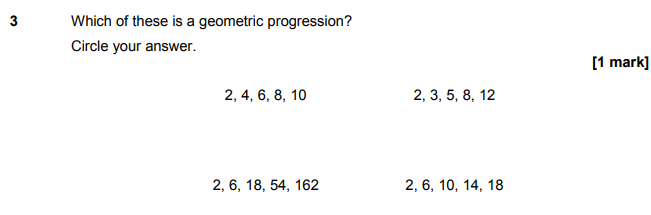 3 Which of these is a geometric progression?
Circle your answer.
[1 mark]
2, 4, 6, 8, 10 2, 3, 5, 8, 12
2, 6, 18, 54, 162 2, 6, 10, 14, 18